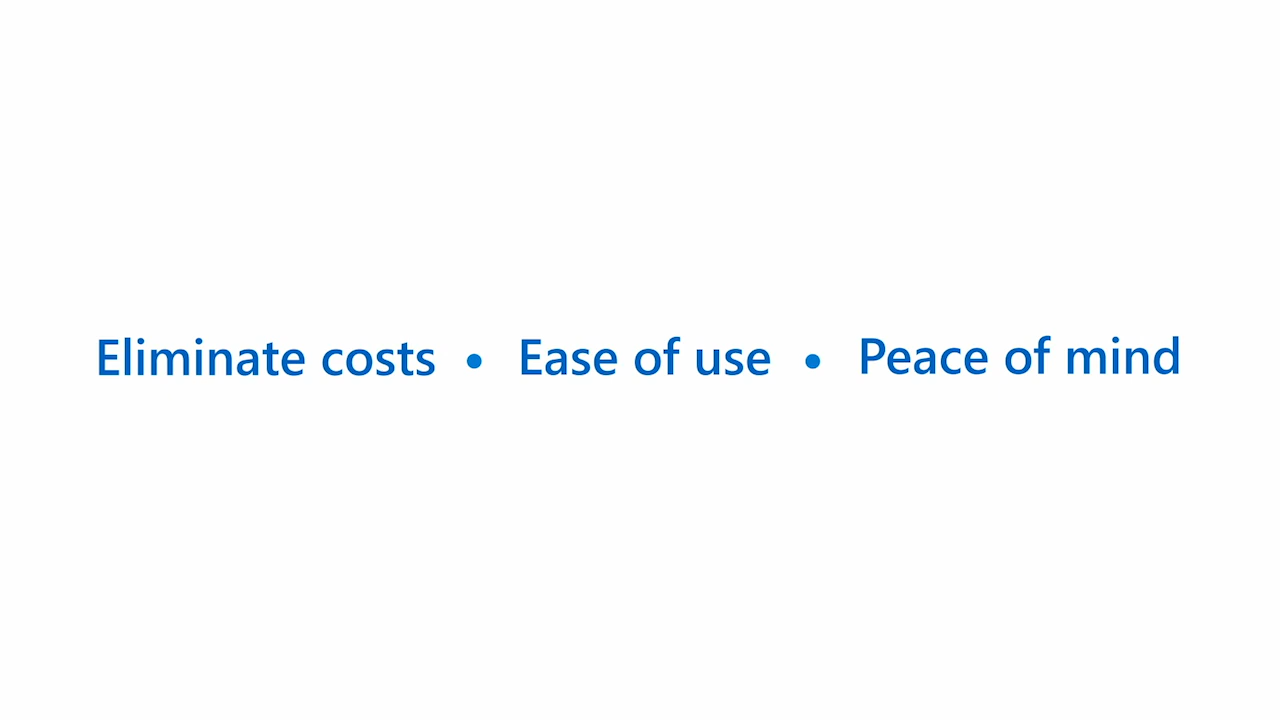 Eliminate costs • Ease of use • Peace of mind